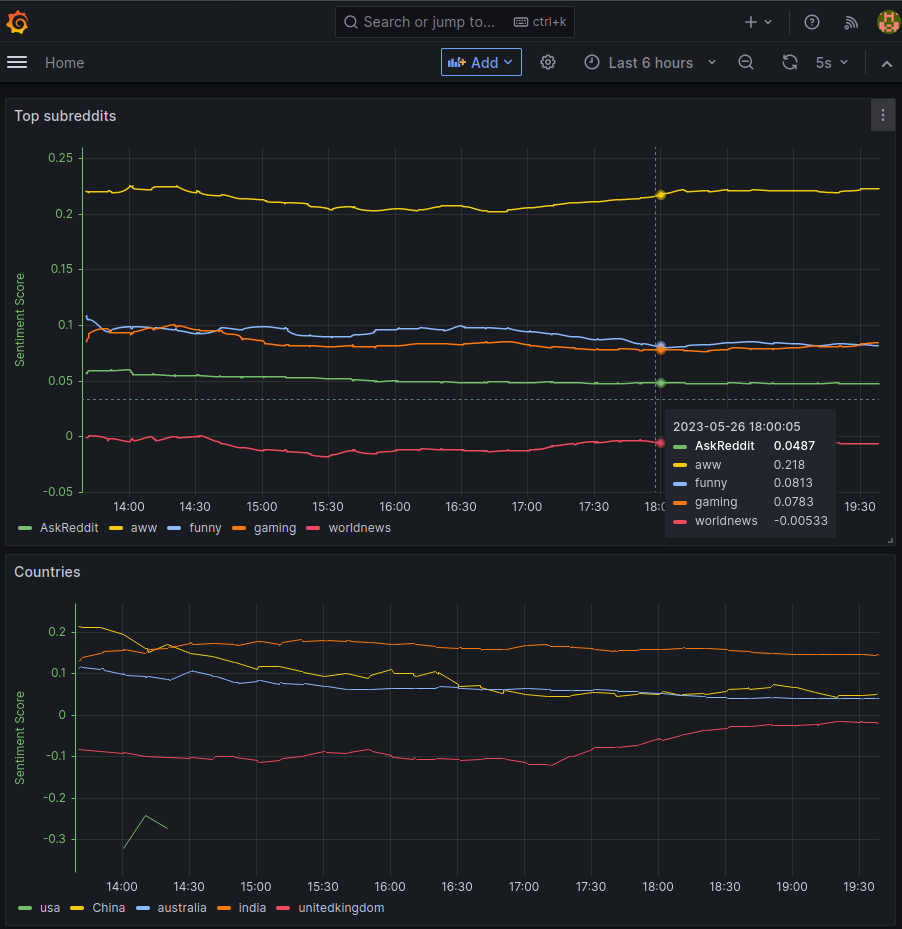 Search or jump to... ctrl+k
Home Add Last 6 hours 5s
Top subreddits
0.25
0.2
0.15
0.1
0.05
0
-0.05
Sentiment Score
2023-05-26 18:00:05
AskReddit 0.0487
aww 0.218
funny 0.0813
gaming 0.0783
worldnews -0.00533
14:00 14:30 15:00 15:30 16:00 16:30 17:00 17:30 18:0 19:30
AskReddit aww funny gaming worldnews
Countries
0.2
0.1
0
-0.1
-0.2
-0.3
Sentiment Score
14:00 14:30 15:00 15:30 16:00 16:30 17:00 17:30 18:00 18:30 19:00 19:30
usa China australia india unitedkingdom